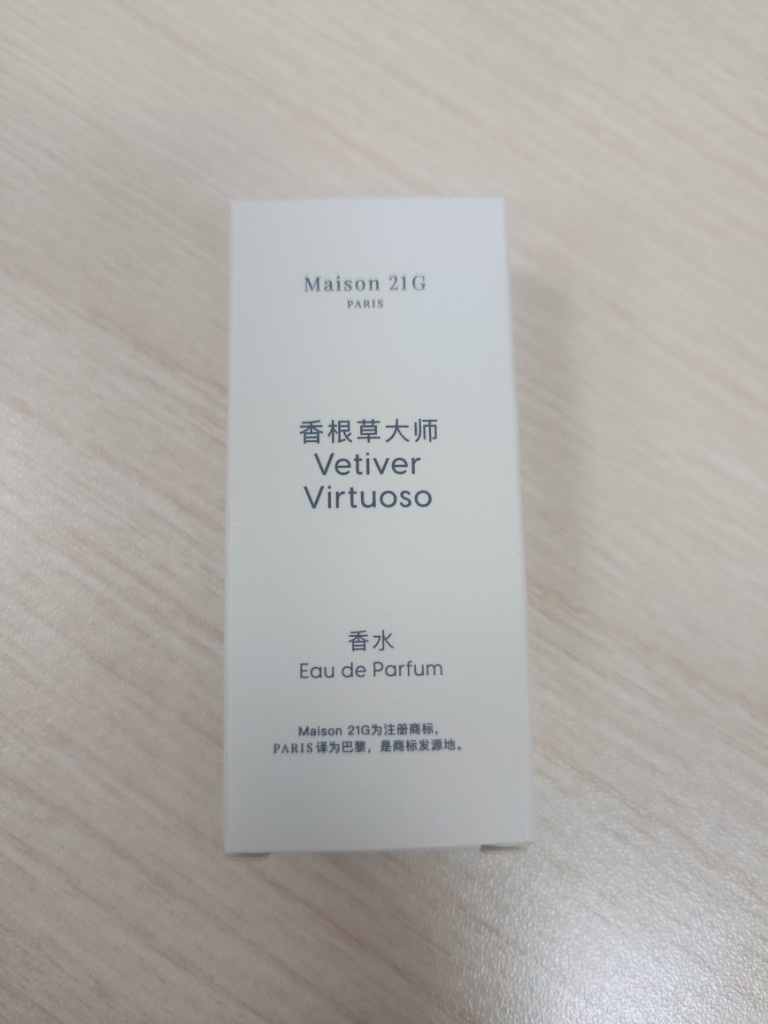 Maison 21G
PARIS
香根草大师
Vetiver
Virtuoso
香水
Eau de Parfum
Maison 21G为注册商标，
PARIS译为巴黎，是商标发源地。